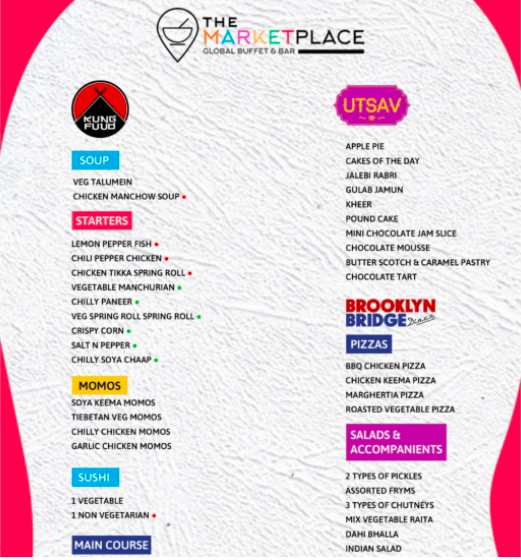 THE
MARKETPLACE
GLOBAL BUFFET & BAR
KUNG
FUUD
SOUP
VEG TALUMEIN
CHICKEN MANCHOW SOUP
STARTERS
LEMON PEPPER FISH
CHILI PEPPER CHICKEN
CHICKEN TIKKA SPRING ROLL
VEGETABLE MANCHURIAN
CHILLY PANEER
VEG SPRING ROLL SPRING ROLL
CRISPY CORN
SALT N PEPPER
CHILLY SOYA CHAAP
MOMOS
SOYA KEEMA MOMOS
TIEBETAN VEG MOMOS
CHILLY CHICKEN MOMOS
GARLIC CHICKEN MOMOS
SUSHI
1 VEGETABLE
1 NON VEGETARIAN
MAIN COURSE
UTSAV
APPLE PIE
CAKES OF THE DAY
JALEBI RABRI
GULAB JAMUN
KHEER
POUND CAKE
MINI CHOCOLATE JAM SLICE
CHOCOLATE MOUSSE
BUTTER SCOTCH & CARAMEL PASTRY
CHOCOLATE TART
BROOKLYN
BRIDGE Diner
PIZZAS
BBQ CHICKEN PIZZA
CHICKEN KEEMA PIZZA
MARGHERTIA PIZZA
ROASTED VEGETABLE PIZZA
SALADS &
ACCOMPANIENTS
2 TYPES OF PICKLES
ASSORTED FRYMS
3 TYPES OF CHUTNEYS
MIX VEGETABLE RAITA
DAHI BHALLA
INDIAN SALAD